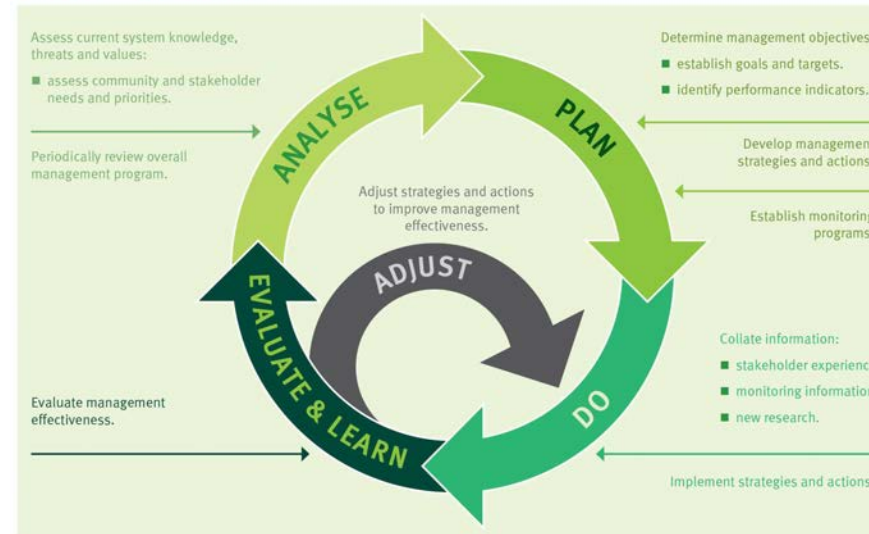 Assess current system knowledge,
threats and values:
■ assess community and stakeholder
needs and priorities.
Periodically review overall
management program.
ANALYSE
PLAN
Determine management objectives
■ establish goals and targets.
■ identify performance indicators.
Develop managemen
strategies and actions
Establish monitoring
programs
Adjust strategies and actions
to improve management
effectiveness.
ADJUST
EVALUATE & LEARN
DO
Collate information:
■ stakeholder experienc
■ monitoring information
■ new research.
Evaluate management
effectiveness.
Implement strategies and actions